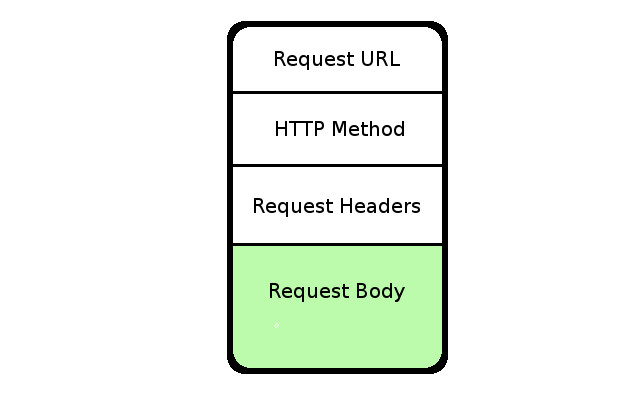 Request URL
HTTP Method
Request Headers
Request Body